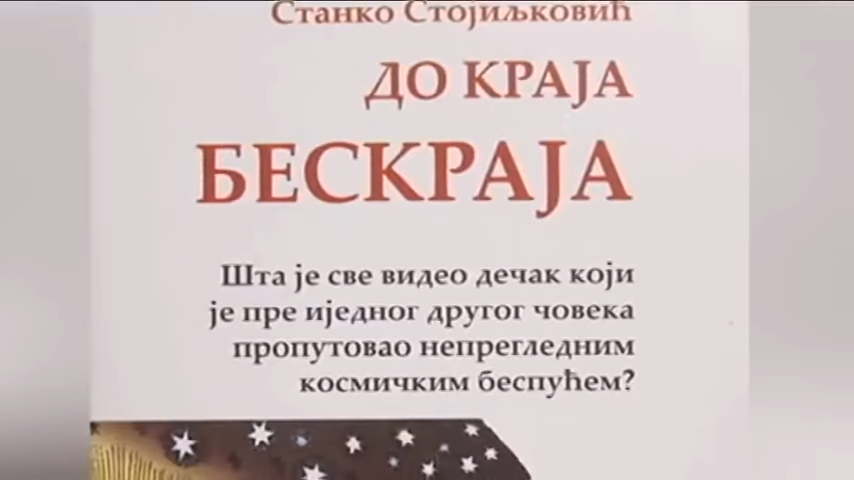 Станко Стојиљковић
ДО КРАЈА
БЕСКРАЈА
Шта је све видео дечак који
је пре иједног другог човека
пропутовао непрегледним
космичким беспућем?